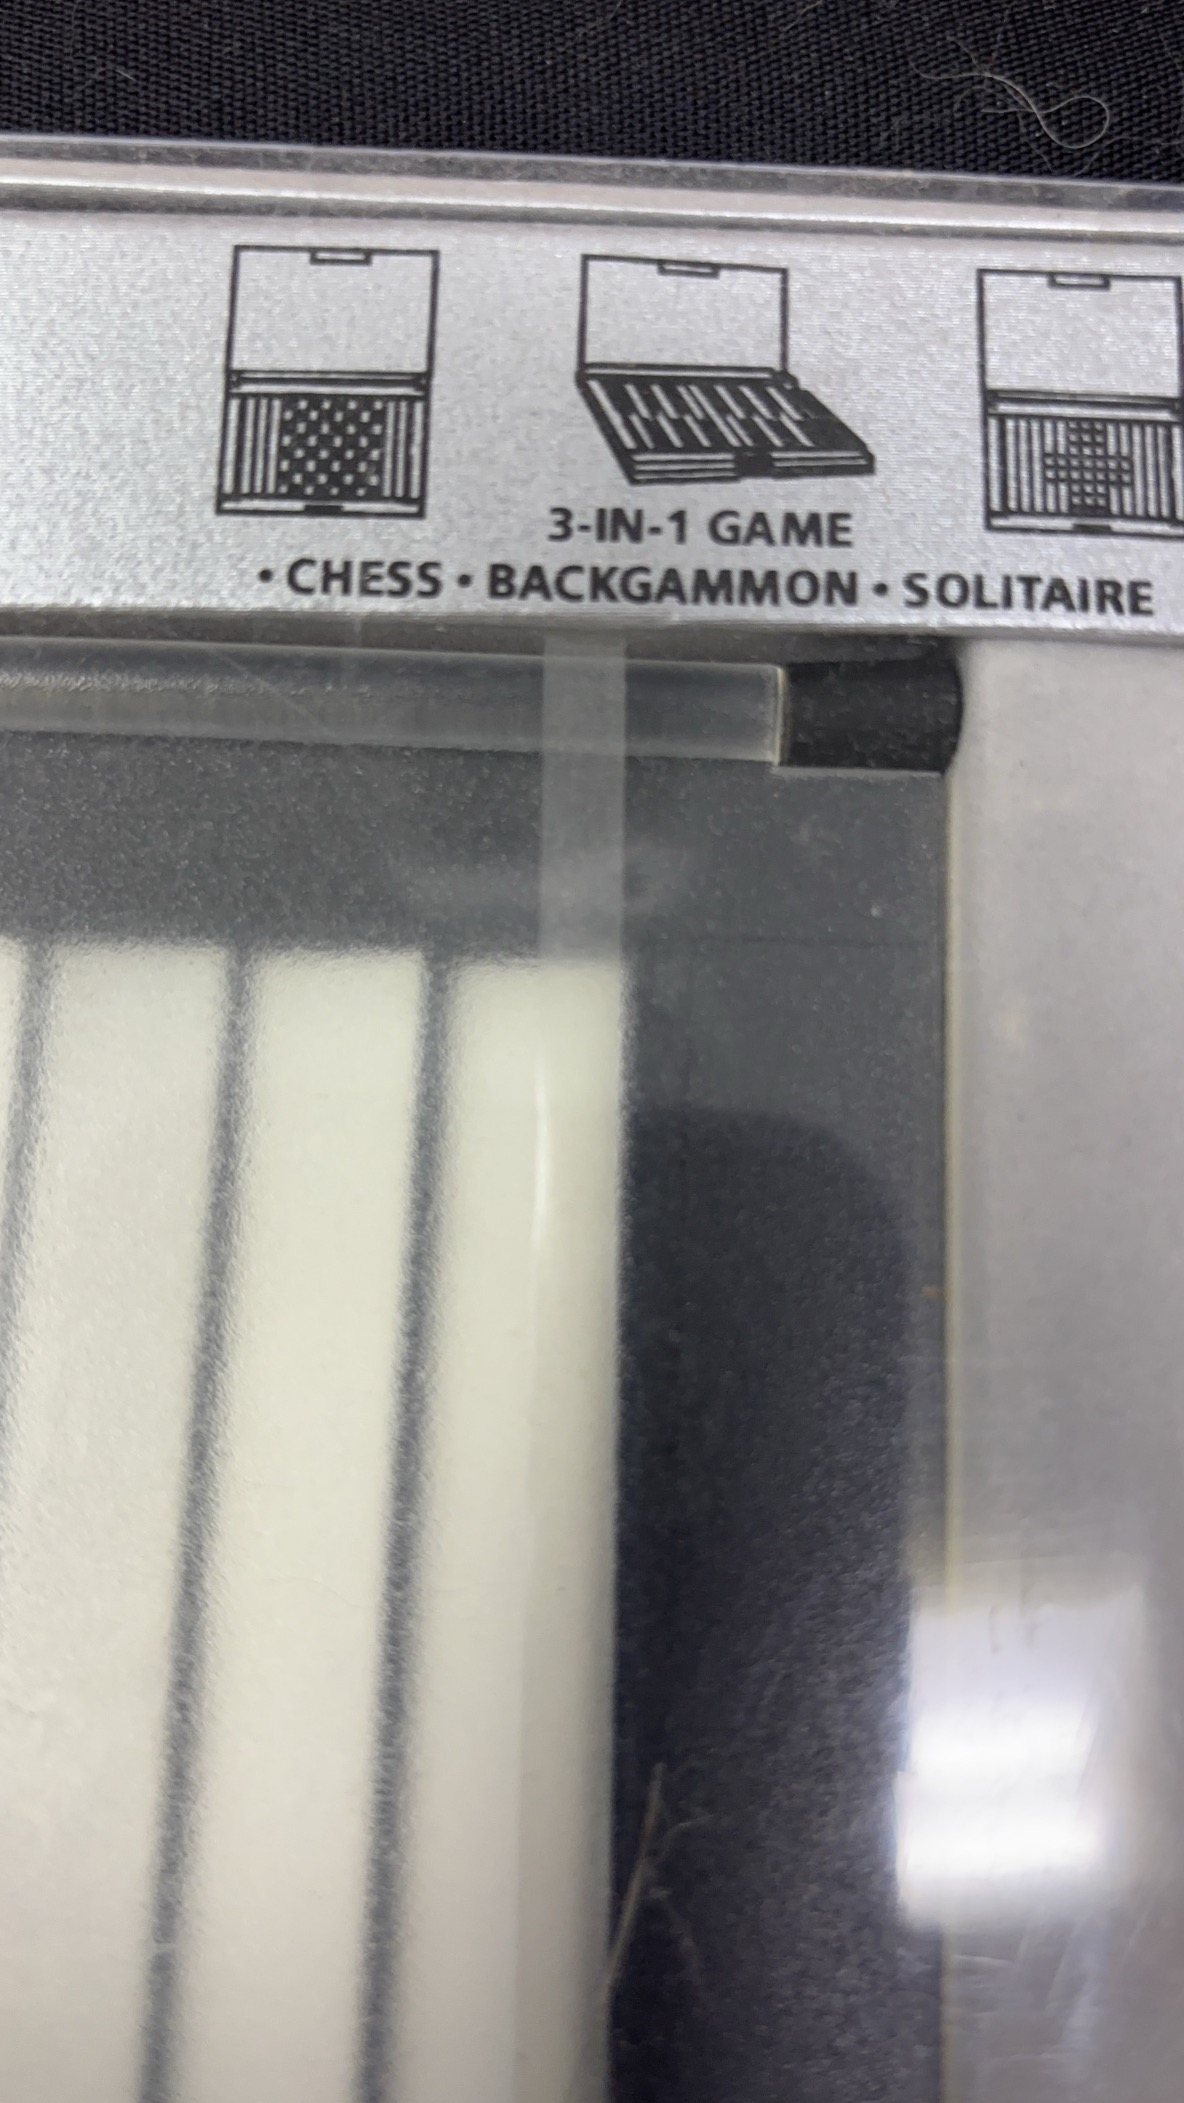 3-IN-1 GAME
• CHESS • BACKGAMMON • SOLITAIRE